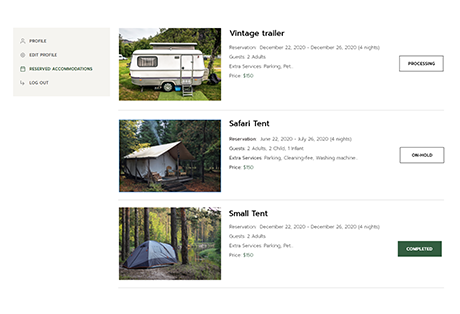 PROFILE
EDIT PROFILE
RESERVED ACCOMMODATIONS
LOG OUT
Vintage trailer
Reservation: December 22, 2020 - December 26, 2020 (4 nights)
Guests: 2 Adults
Extra Services: Parking, Pet..
Price: $150
PROCESSING
Safari Tent
Reservation: June 22, 2020 - July 26, 2020 (4 nights)
Guests: 2 Adults, 2 Child, 1 Infant
Extra Services: Parking, Cleaning-fee, Washing machine..
Price: $150
ON-HOLD
Small Tent
Reservation: December 22, 2020 - December 26, 2020 (4 nights)
Guests: 2 Adults
Extra Services: Parking, Pet..
Price: $150
COMPLETED